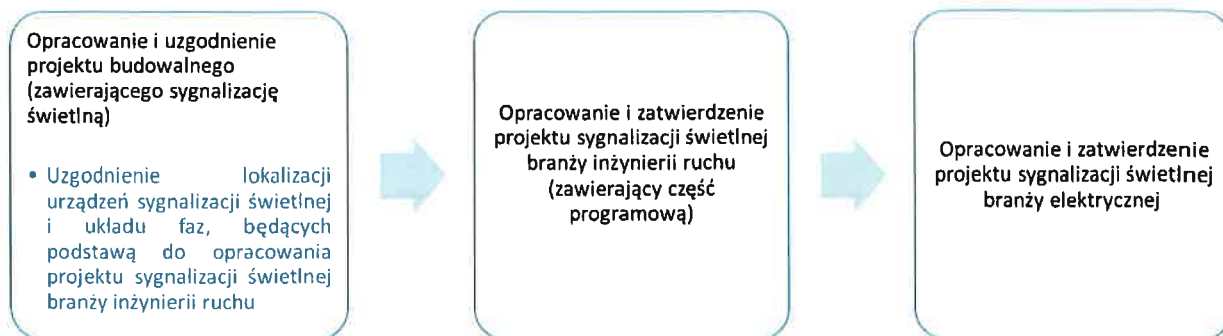 Opracowanie i uzgodnienie
projektu budowalnego
(zawierającego sygnalizację
świetlną)
• Uzgodnienie lokalizacji
urządzeń sygnalizacji świetlnej
i układu faz, będących
podstawą do opracowania
projektu sygnalizacji świetlnej
branży inżynierii ruchu
Opracowanie i zatwierdzenie
projektu sygnalizacji świetlnej
branży inżynierii ruchu
(zawierający część
programową)
Opracowanie i zatwierdzenie
projektu sygnalizacji świetlnej
branży elektrycznej